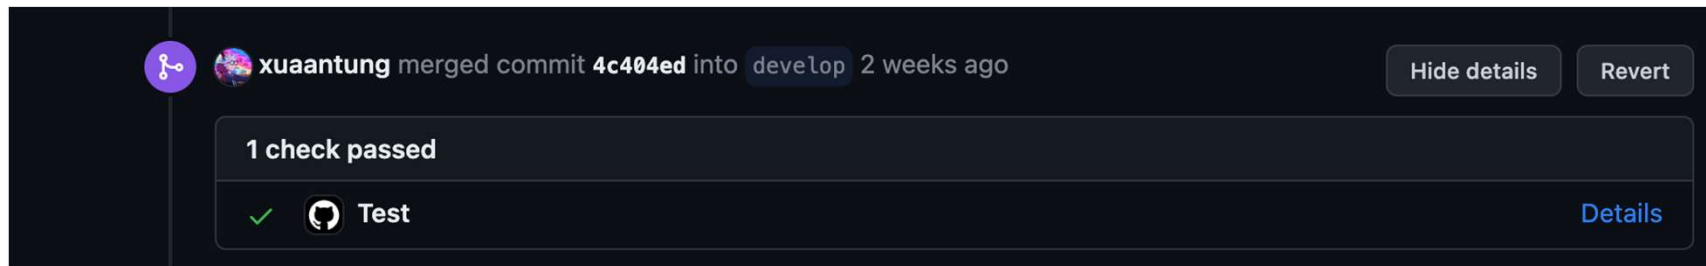 xuaantung merged commit 4c404ed into develop 2 weeks ago
Hide details
Revert
1 check passed
Test
Details